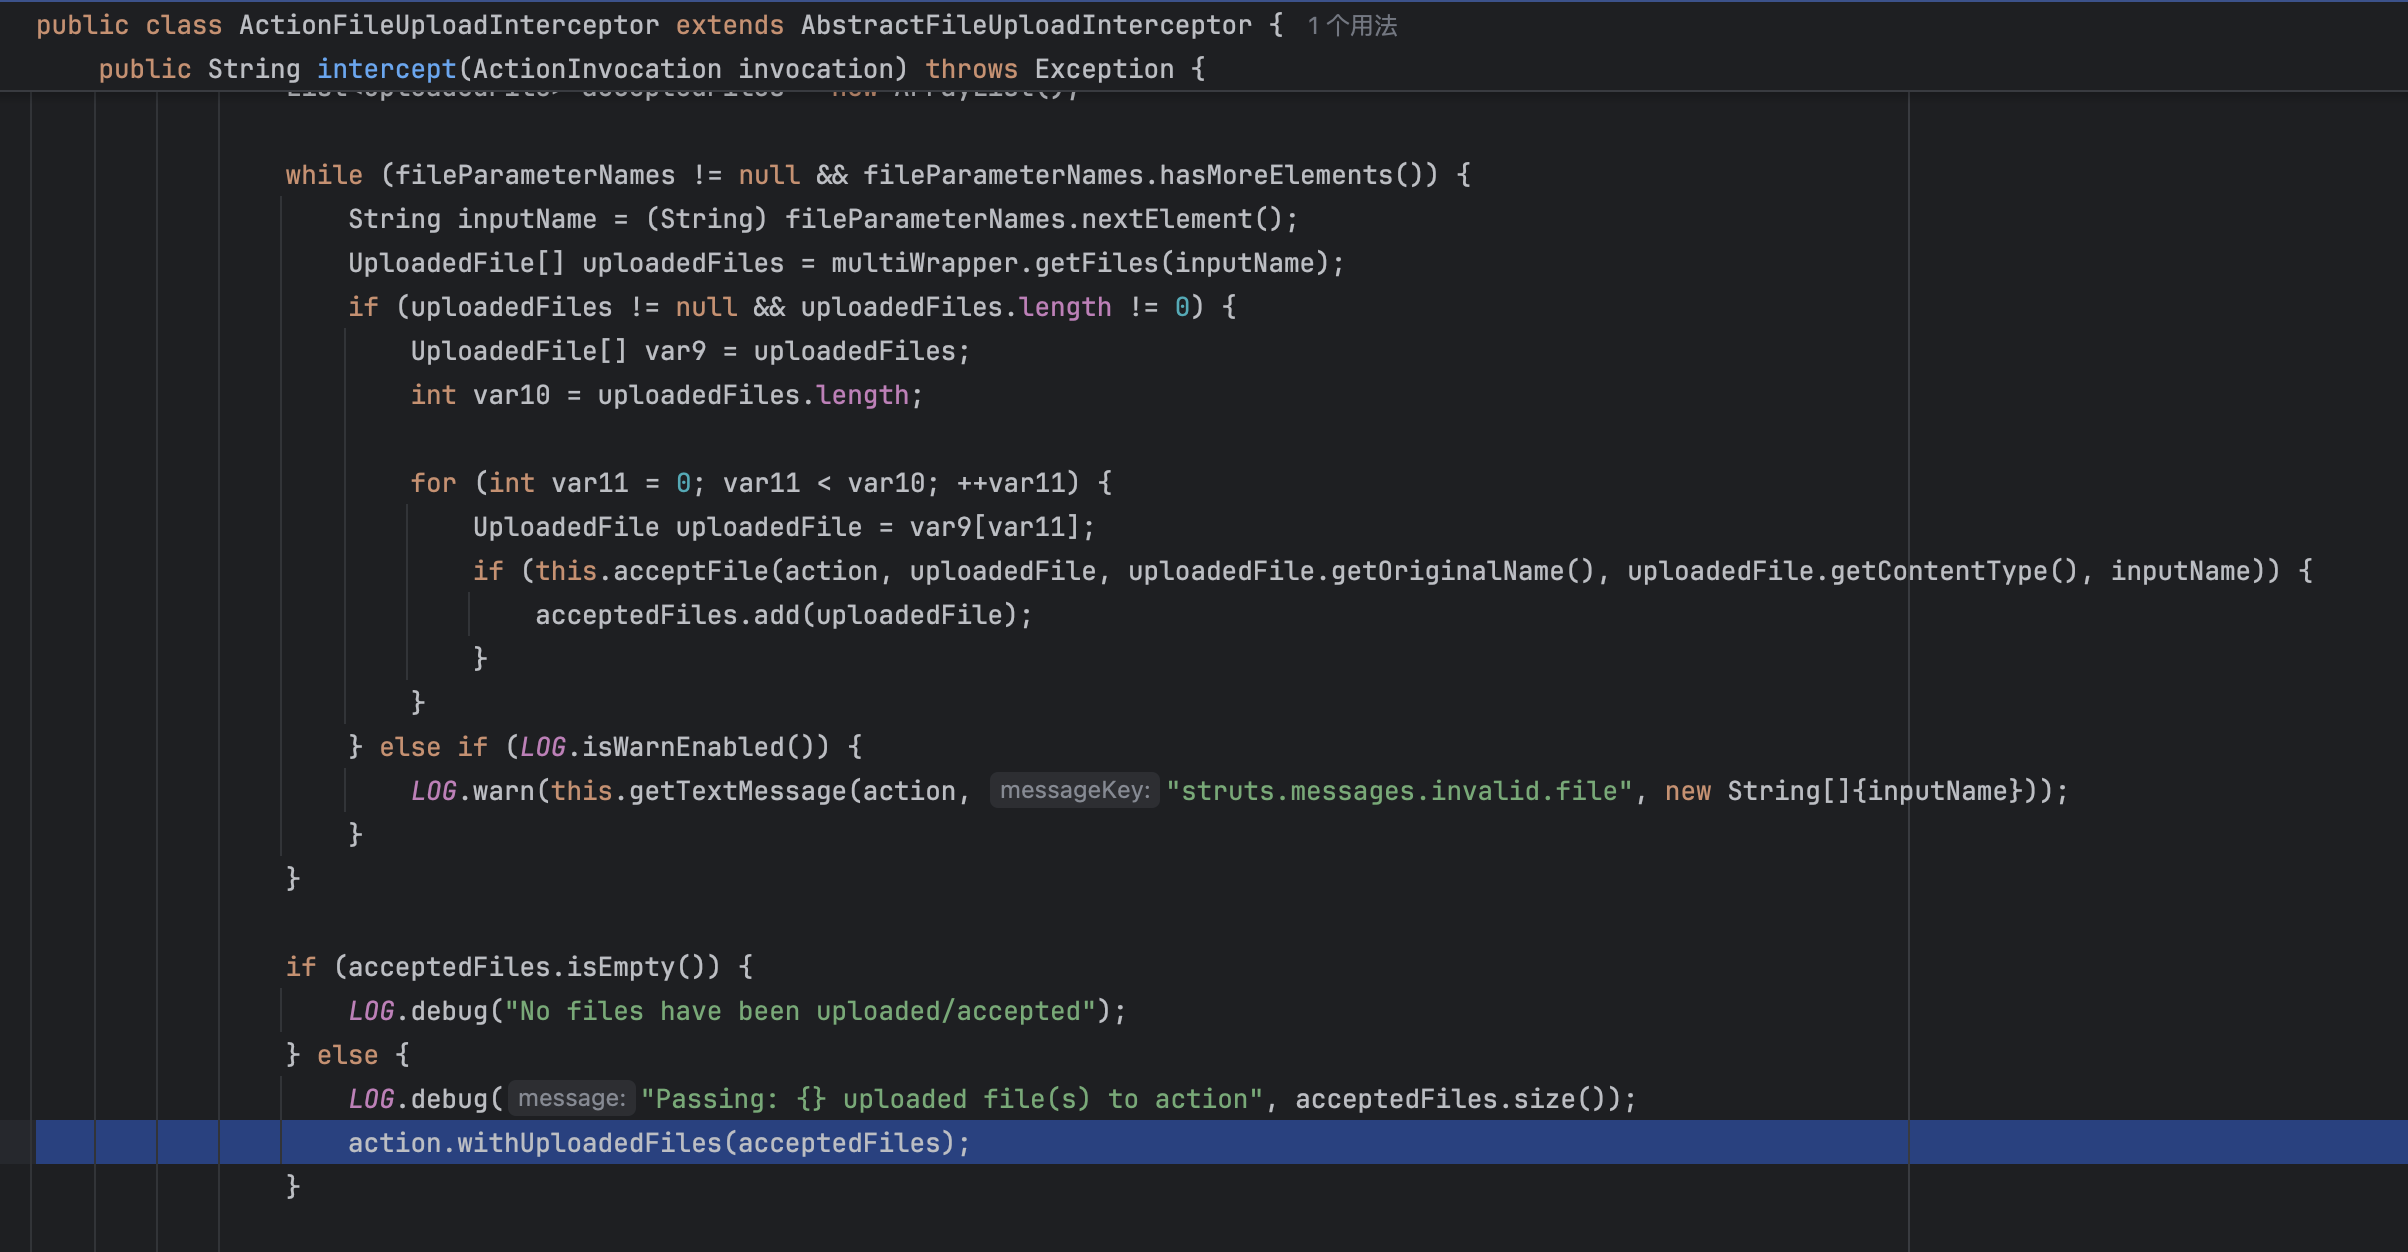 public class ActionFileUploadInterceptor extends AbstractFileUploadInterceptor { 1个用法
public String intercept(ActionInvocation invocation) throws Exception {
List<UploadedFile> acceptedFiles = new ArrayList();
while (fileParameterNames != null && fileParameterNames.hasMoreElements()) {
String inputName = (String) fileParameterNames.nextElement();
UploadedFile[] uploadedFiles = multiWrapper.getFiles(inputName);
if (uploadedFiles != null && uploadedFiles.length != 0) {
UploadedFile[] var9 = uploadedFiles;
int var10 = uploadedFiles.length;
for (int var11 = 0; var11 < var10; ++var11) {
UploadedFile uploadedFile = var9[var11];
if (this.acceptFile(action, uploadedFile, uploadedFile.getOriginalName(), uploadedFile.getContentType(), inputName)) {
acceptedFiles.add(uploadedFile);
}
}
} else if (LOG.isWarnEnabled()) {
LOG.warn(this.getTextMessage(action, messageKey: "struts.messages.invalid.file", new String[]{inputName}));
}
}
if (acceptedFiles.isEmpty()) {
LOG.debug("No files have been uploaded/accepted");
} else {
LOG.debug( message: "Passing: {} uploaded file(s) to action", acceptedFiles.size());
action.withUploadedFiles(acceptedFiles);
}